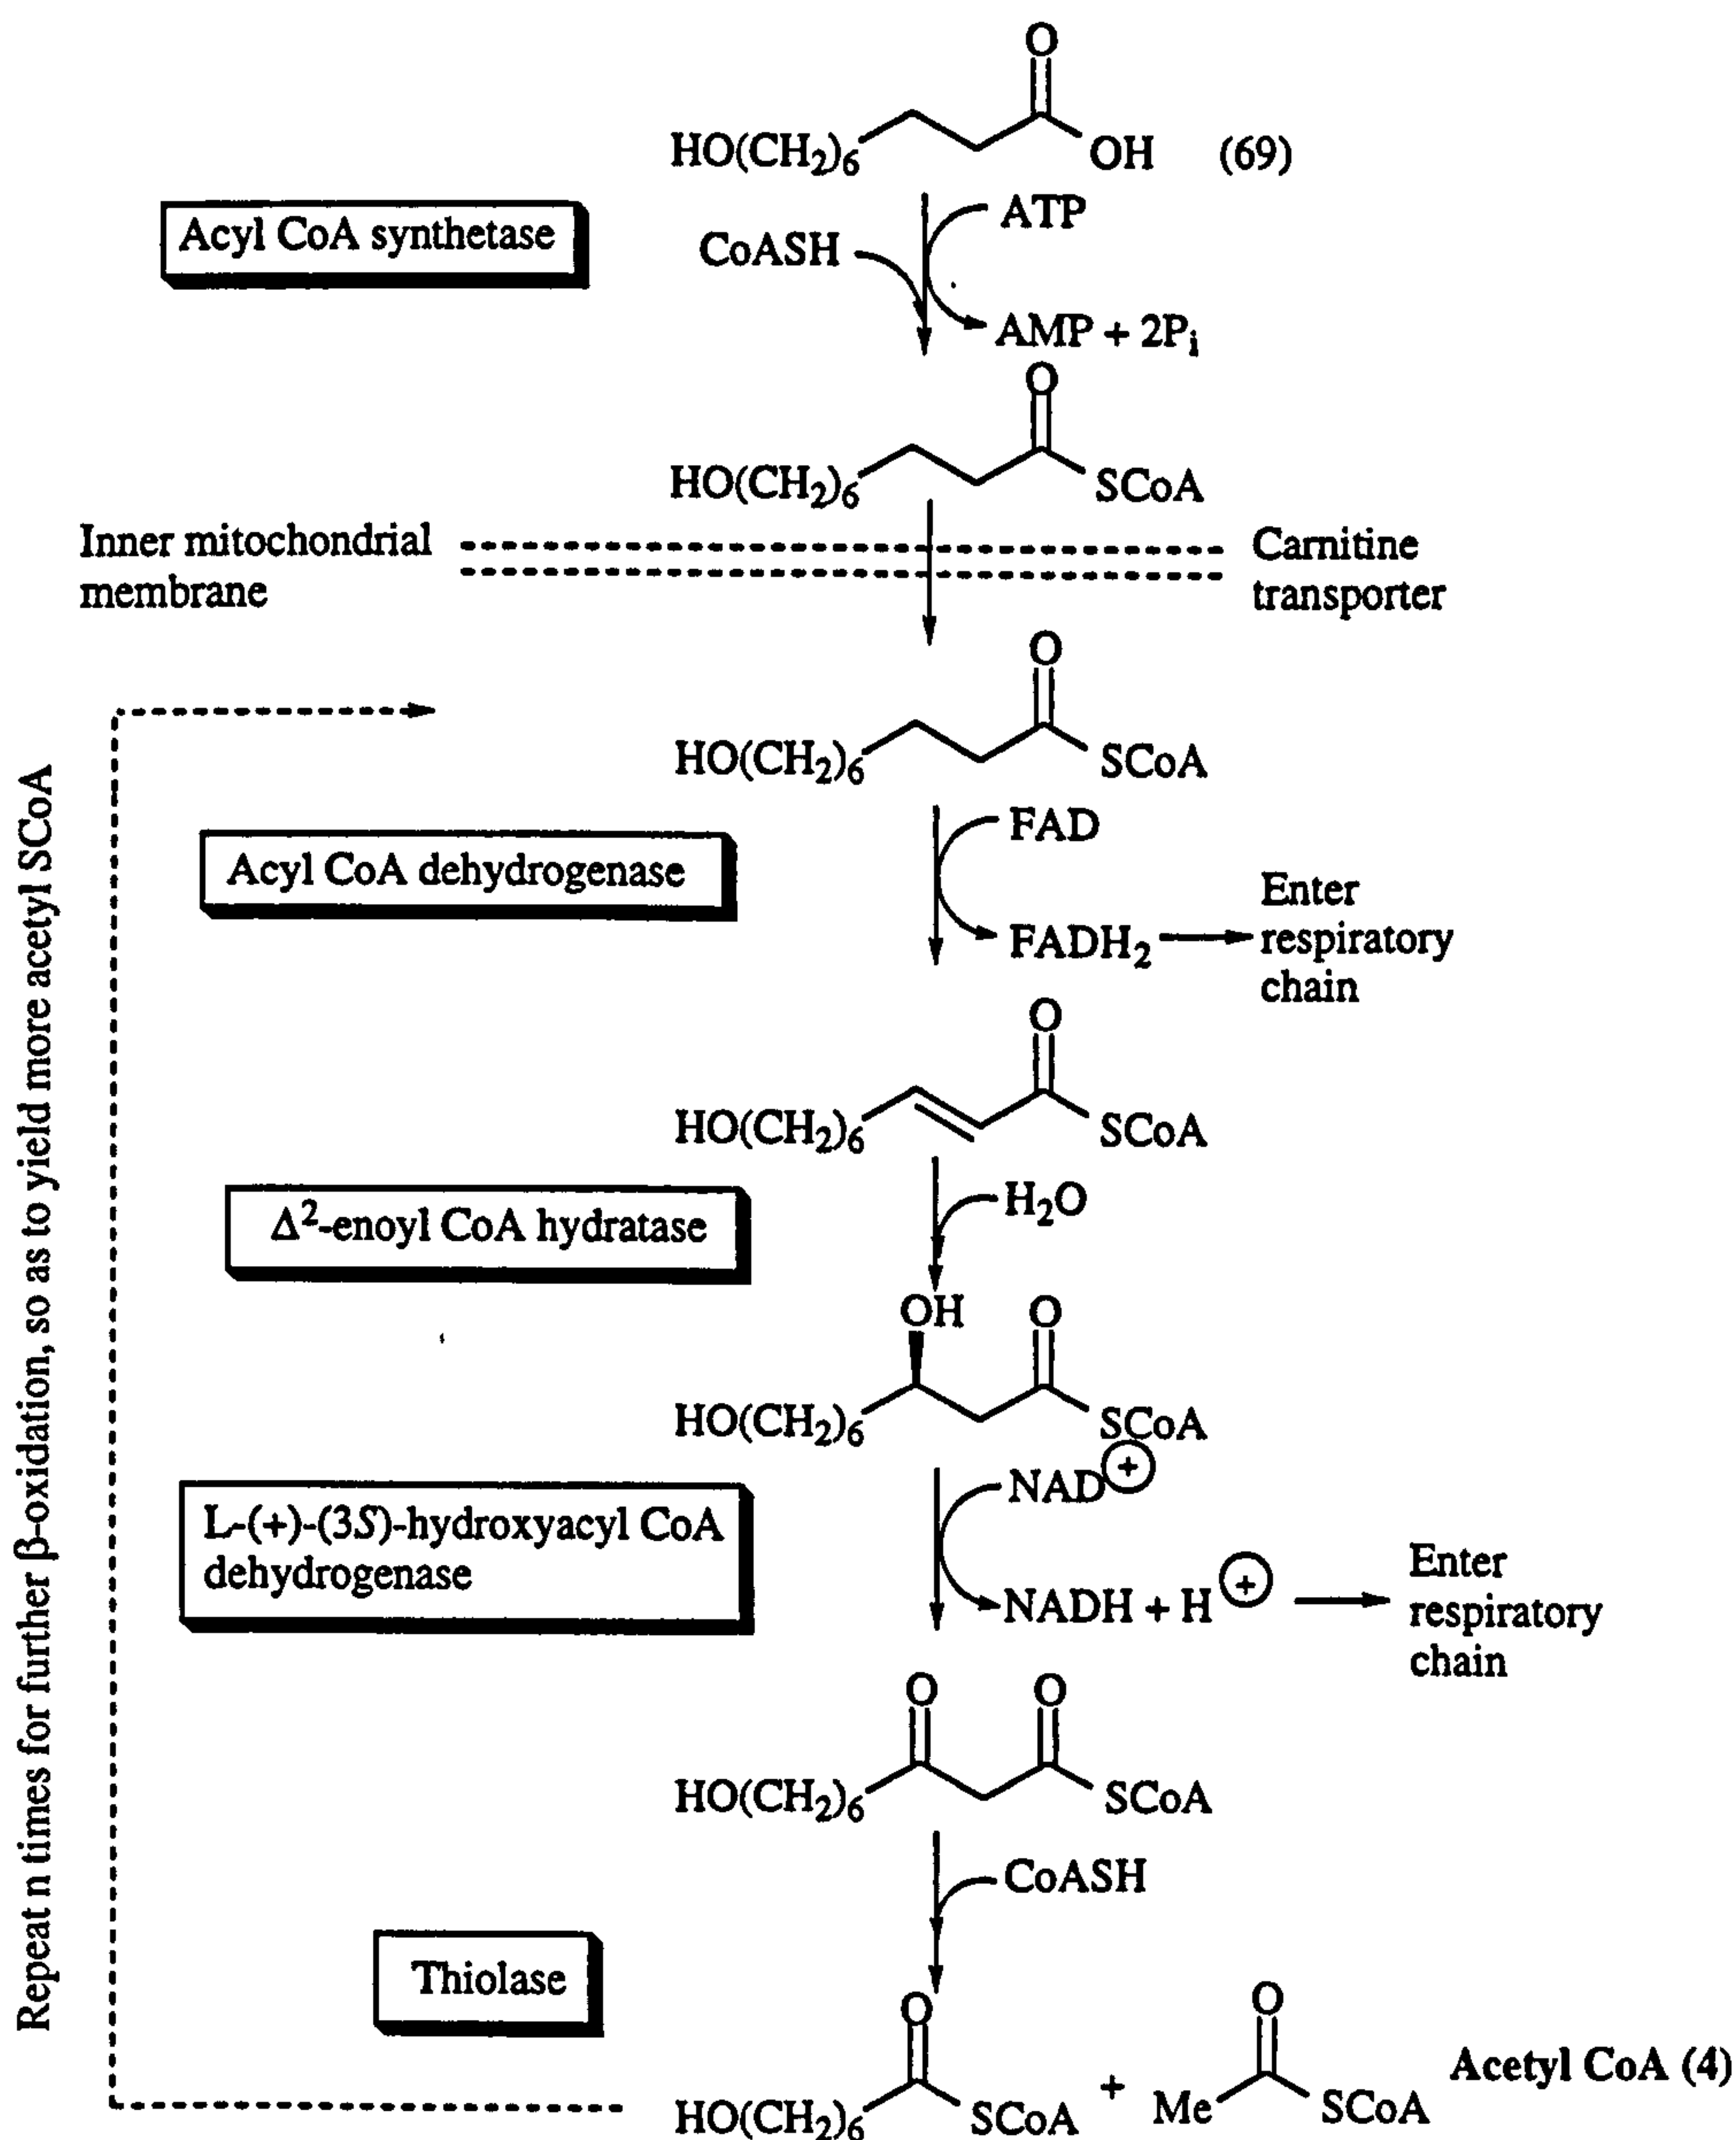 O
HO(CH₂)₆ OH (69)
Acyl CoA synthetase
CoASH
ATP
AMP + 2Pᵢ
O
HO(CH₂)₆ SCoA
Inner mitochondrial
membrane
Carnitine
transporter
O
HO(CH₂)₆ SCoA
Repeat n times for further β-oxidation, so as to yield more acetyl SCoA
Acyl CoA dehydrogenase
FAD
FADH₂
Enter
respiratory
chain
O
HO(CH₂)₆ SCoA
Δ²-enoyl CoA hydratase
H₂O
OH O
HO(CH₂)₆ SCoA
L-(+)-(3S)-hydroxyacyl CoA
dehydrogenase
NAD⊕
NADH + H⊕
Enter
respiratory
chain
O O
HO(CH₂)₆ SCoA
CoASH
Thiolase
O O
HO(CH₂)₆ SCoA + Me SCoA
Acetyl CoA (4)